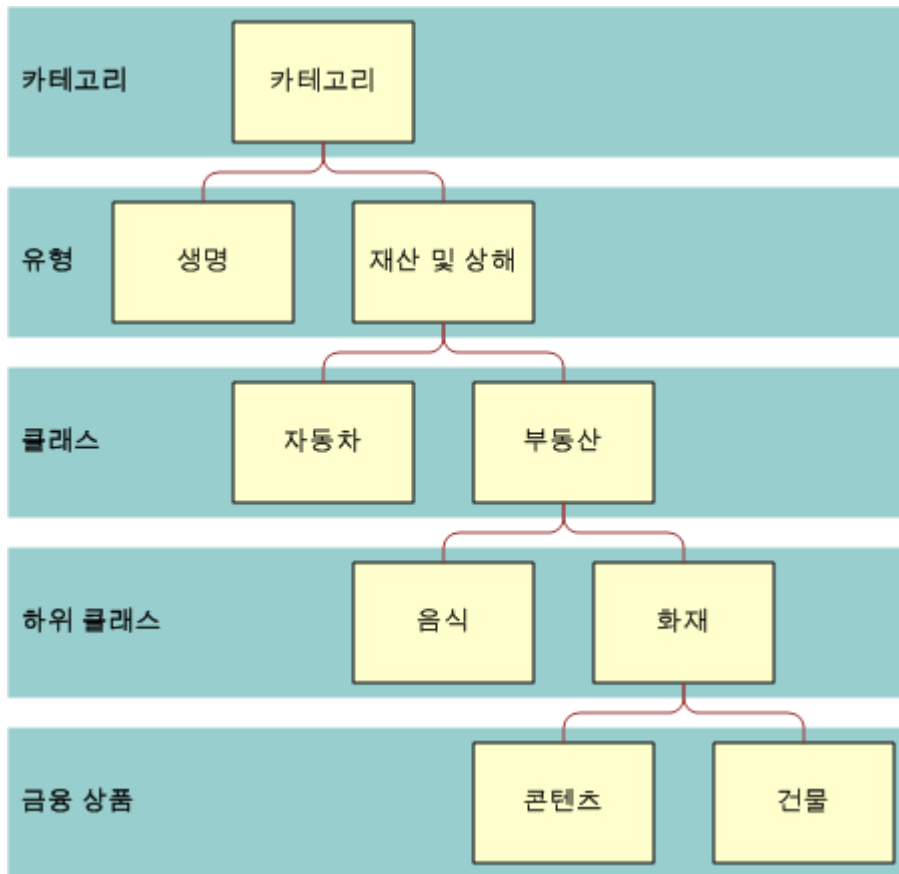 카테고리
카테고리
유형
생명
재산 및 상해
클래스
자동차
부동산
하위 클래스
음식
화재
금융 상품
콘텐츠
건물